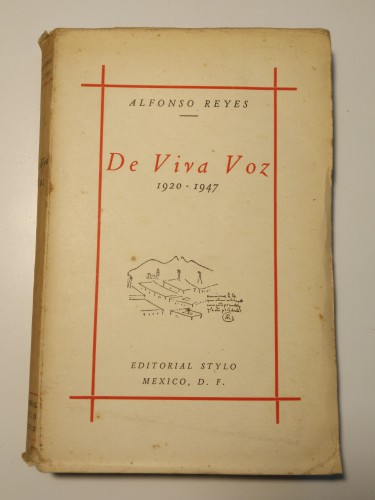 ALFONSO REYES
De Viva Voz
1920 - 1947
EDITORIAL STYLO
MEXICO, D. F.